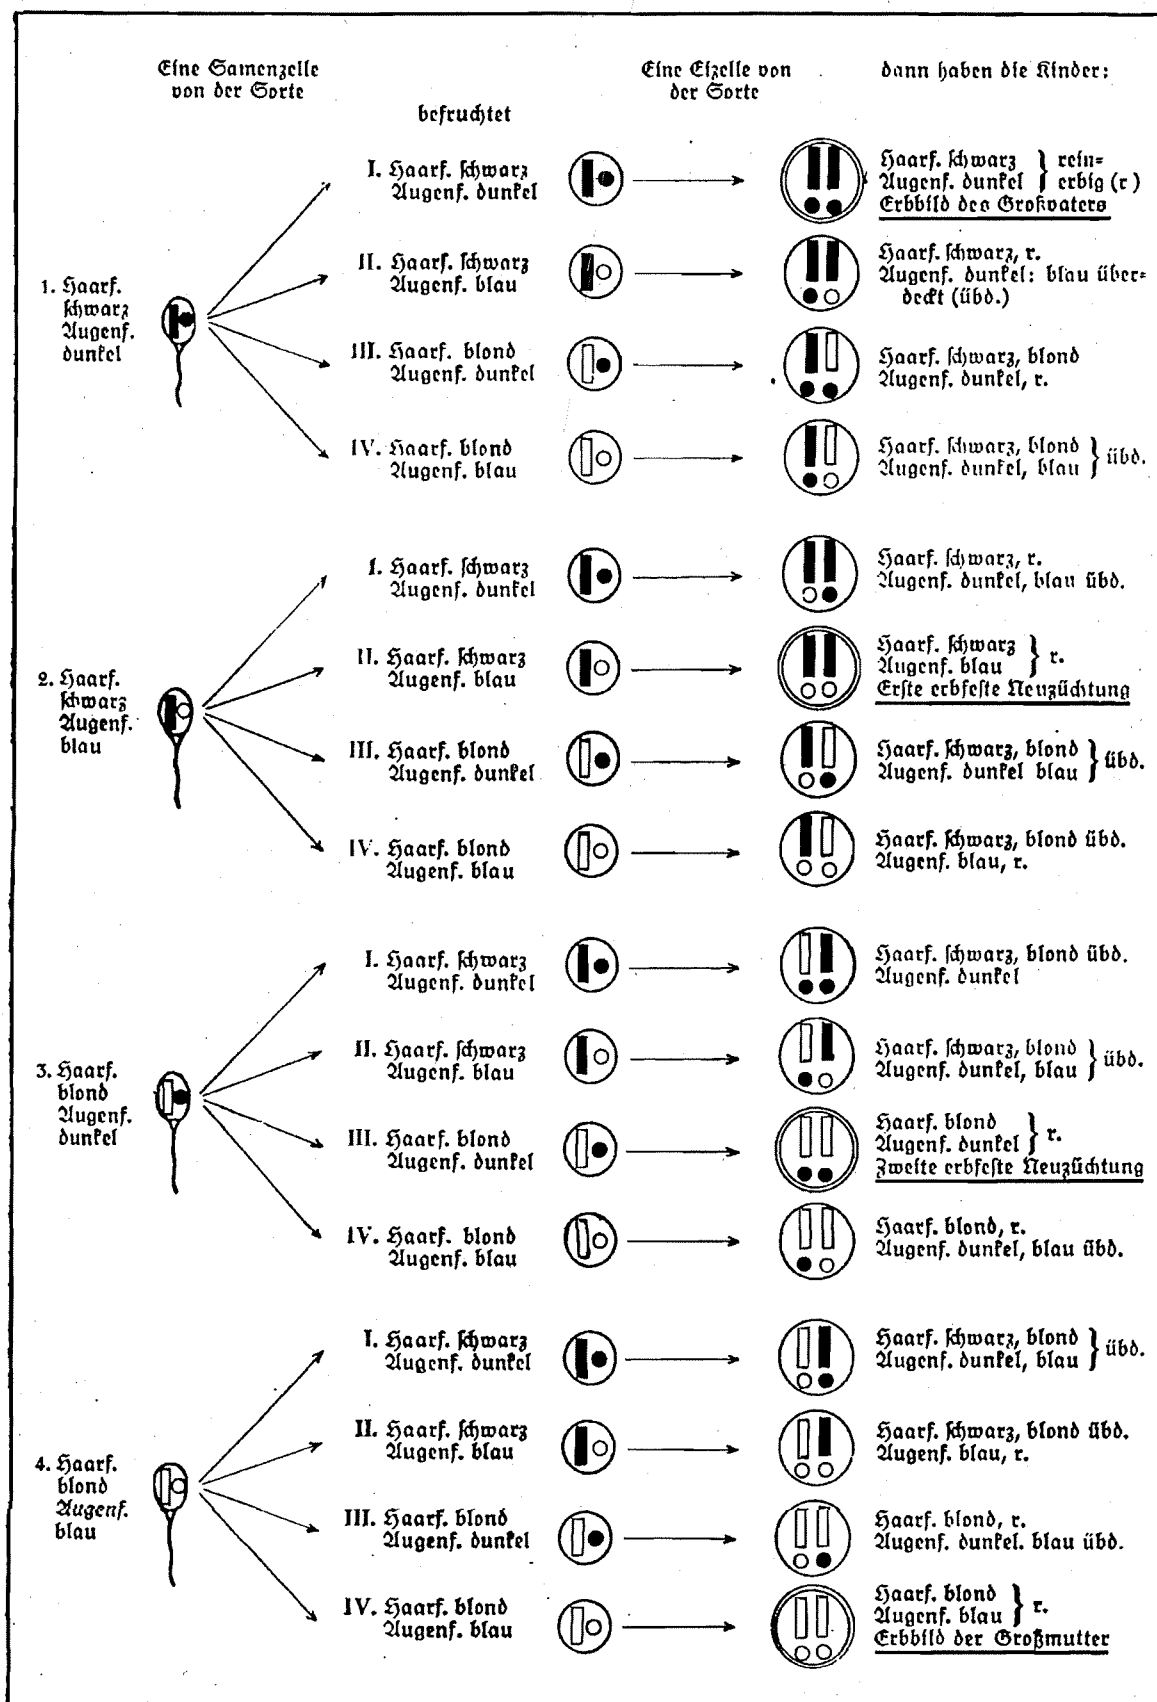 Eine Samenzelle
von der Sorte
befruchtet
Eine Eizelle von
der Sorte
dann haben die Kinder:
1. Haarf.
schwarz
Augenf.
dunkel
I. Haarf. schwarz
Augenf. dunkel
Haarf. schwarz } rein=
Augenf. dunkel } erbig (r)
Erbbild des Großvaters
II. Haarf. schwarz
Augenf. blau
Haarf. schwarz, r.
Augenf. dunkel: blau über=
deckt (übd.)
III. Haarf. blond
Augenf. dunkel
Haarf. schwarz, blond
Augenf. dunkel, r.
IV. Haarf. blond
Augenf. blau
Haarf. schwarz, blond } übd.
Augenf. dunkel, blau
2. Haarf.
schwarz
Augenf.
blau
I. Haarf. schwarz
Augenf. dunkel
Haarf. schwarz, r.
Augenf. dunkel, blau übd.
II. Haarf. schwarz
Augenf. blau
Haarf. schwarz } r.
Augenf. blau
Erste erbfeste Neuzüchtung
III. Haarf. blond
Augenf. dunkel
Haarf. schwarz, blond } übd.
Augenf. dunkel blau
IV. Haarf. blond
Augenf. blau
Haarf. schwarz, blond übd.
Augenf. blau, r.
3. Haarf.
blond
Augenf.
dunkel
I. Haarf. schwarz
Augenf. dunkel
Haarf. schwarz, blond übd.
Augenf. dunkel
II. Haarf. schwarz
Augenf. blau
Haarf. schwarz, blond } übd.
Augenf. dunkel, blau
III. Haarf. blond
Augenf. dunkel
Haarf. blond } r.
Augenf. dunkel
Zweite erbfeste Neuzüchtung
IV. Haarf. blond
Augenf. blau
Haarf. blond, r.
Augenf. dunkel, blau übd.
4. Haarf.
blond
Augenf.
blau
I. Haarf. schwarz
Augenf. dunkel
Haarf. schwarz, blond } übd.
Augenf. dunkel, blau
II. Haarf. schwarz
Augenf. blau
Haarf. schwarz, blond übd.
Augenf. blau, r.
III. Haarf. blond
Augenf. dunkel
Haarf. blond, r.
Augenf. dunkel. blau übd.
IV. Haarf. blond
Augenf. blau
Haarf. blond } r.
Augenf. blau
Erbbild der Großmutter